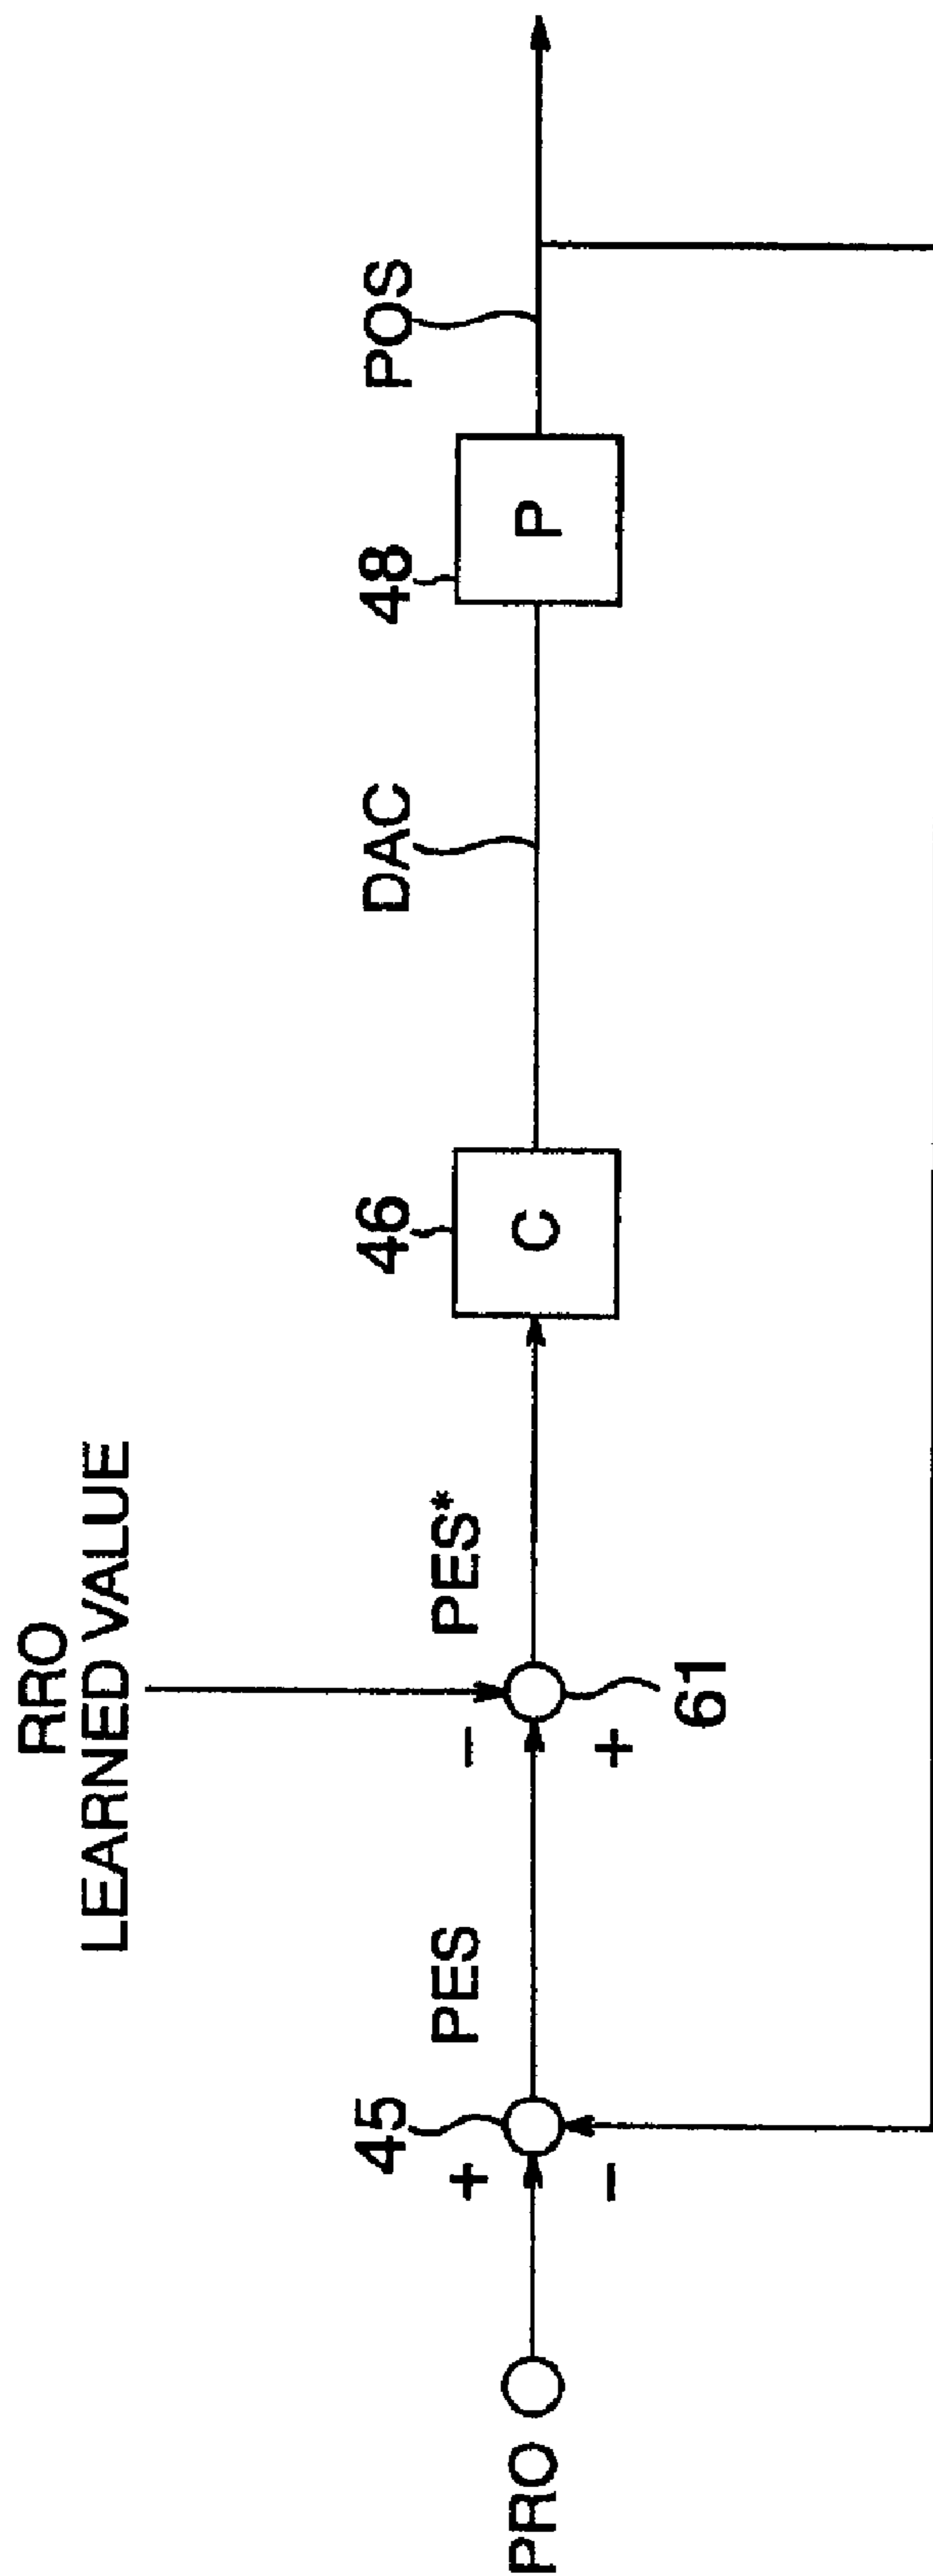 RRO
LEARNED VALUE
PRO
+
−
45
PES
−
+
61
PES*
46
C
DAC
48
P
POS